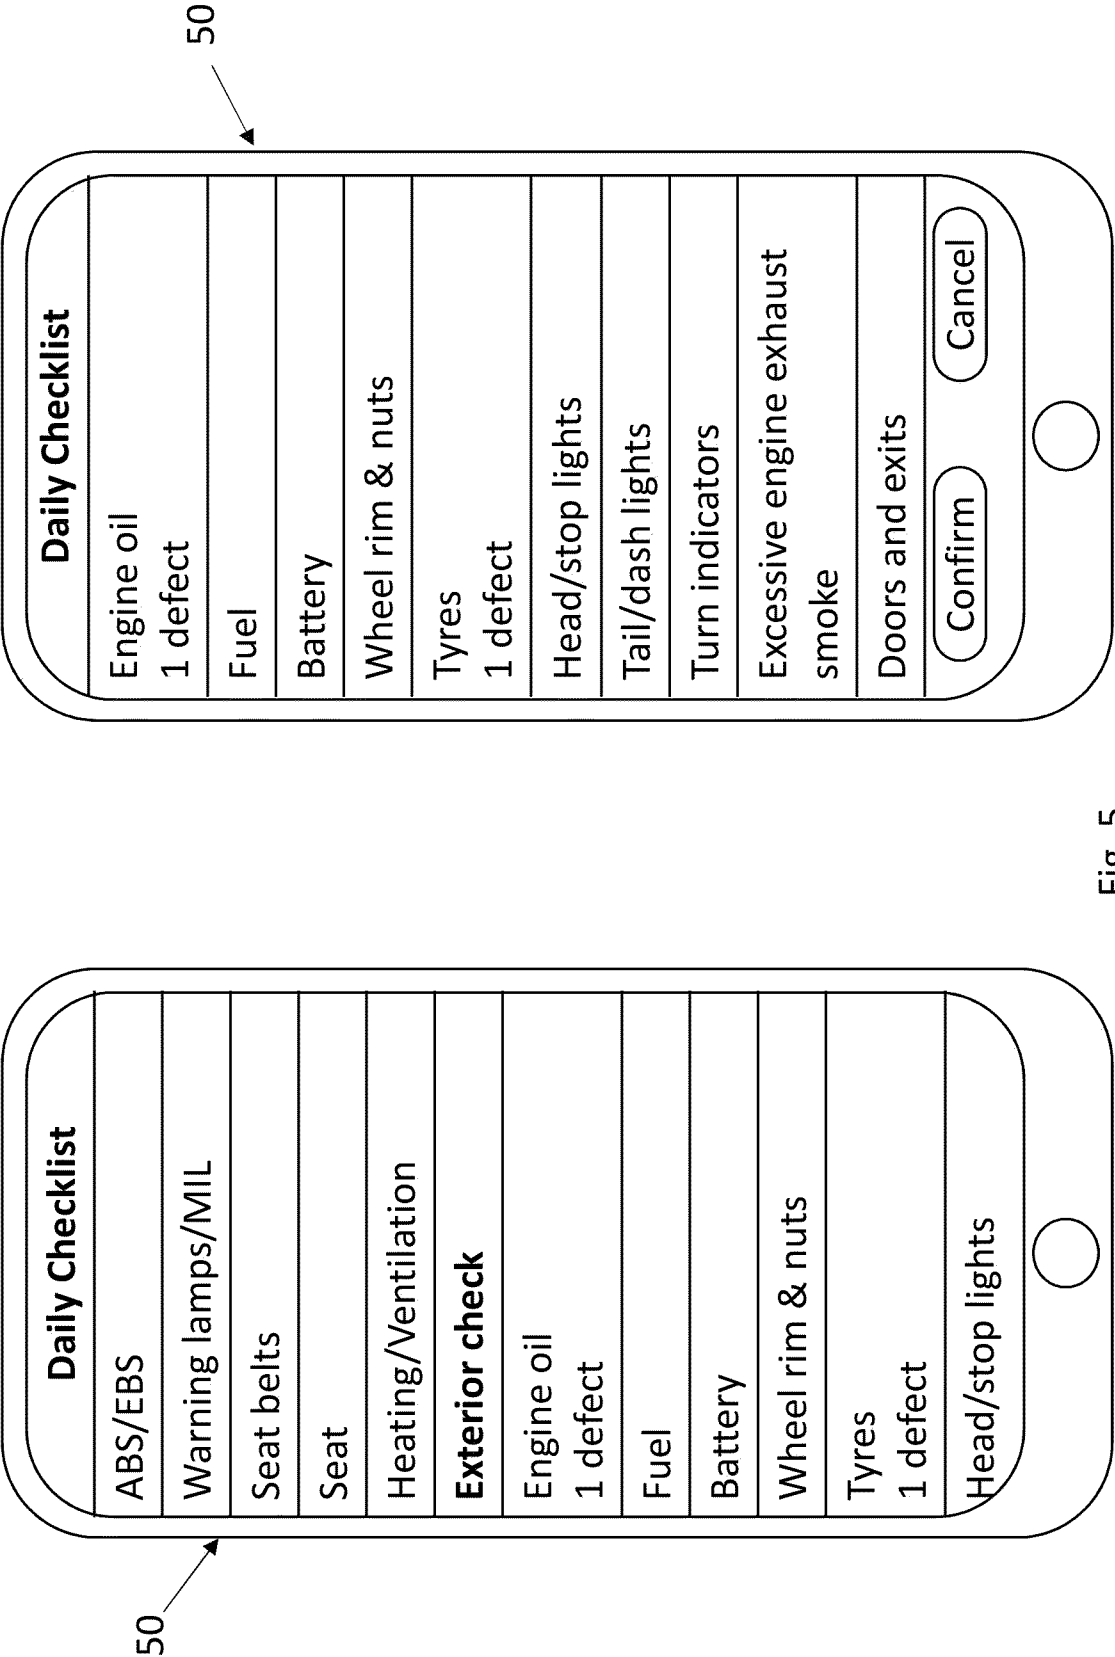 50
Daily Checklist
ABS/EBS
Warning lamps/MIL
Seat belts
Seat
Heating/Ventilation
Exterior check
Engine oil
1 defect
Fuel
Battery
Wheel rim & nuts
Tyres
1 defect
Head/stop lights
50
Daily Checklist
Engine oil
1 defect
Fuel
Battery
Wheel rim & nuts
Tyres
1 defect
Head/stop lights
Tail/dash lights
Turn indicators
Excessive engine exhaust
smoke
Doors and exits
Confirm Cancel
Fig. 5